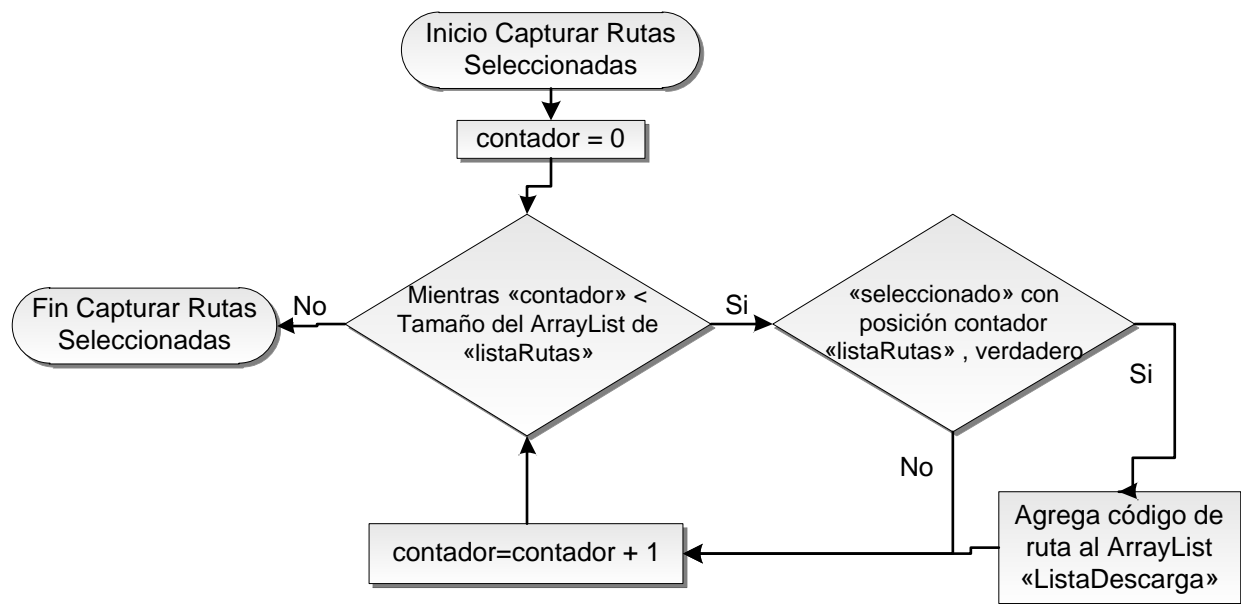 Inicio Capturar Rutas
Seleccionadas
contador = 0
Mientras «contador» <
Tamaño del ArrayList de
«listaRutas»
No
Fin Capturar Rutas
Seleccionadas
Si
«seleccionado» con
posición contador
«listaRutas» , verdadero
Si
No
Agrega código de
ruta al ArrayList
«ListaDescarga»
contador=contador + 1